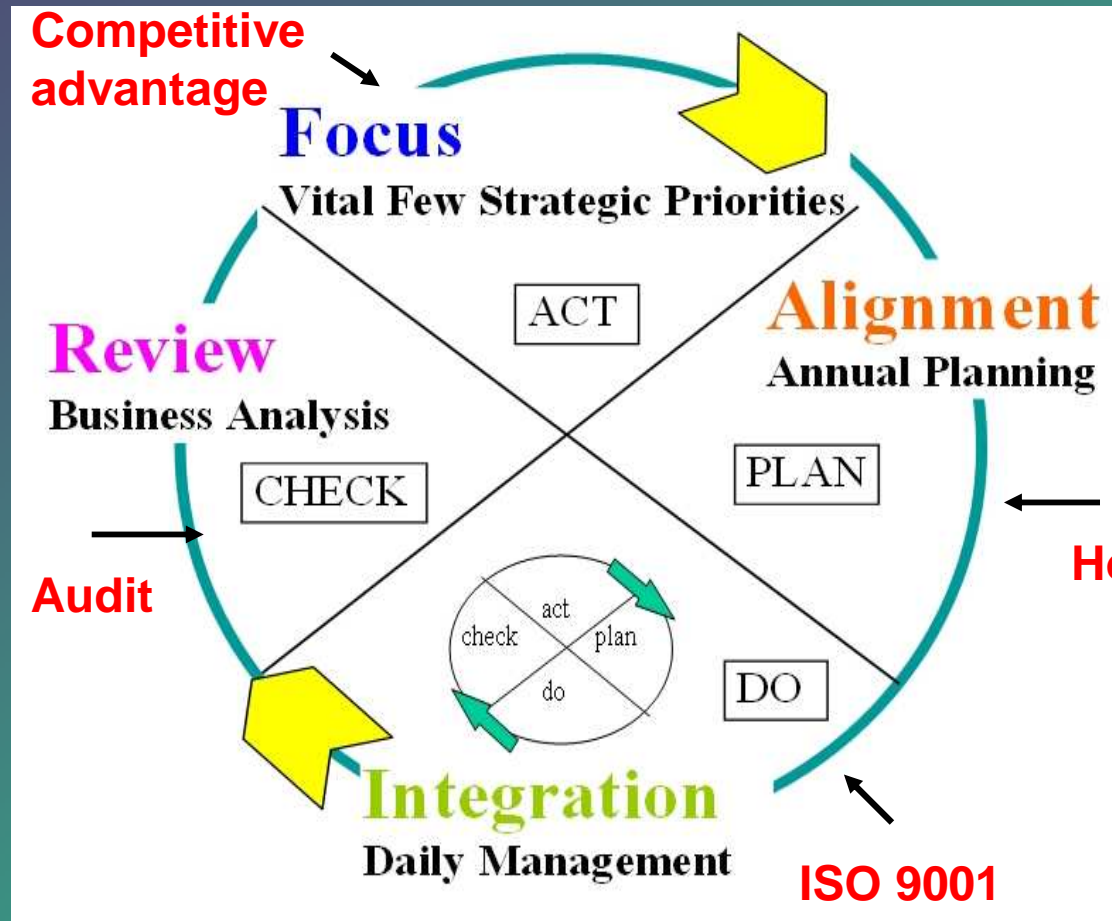 Competitive
advantage
Focus
Vital Few Strategic Priorities
ACT
Alignment
Annual Planning
Review
Business Analysis
PLAN
CHECK
Audit
act
check
plan
do
DO
Integration
Daily Management
ISO 9001